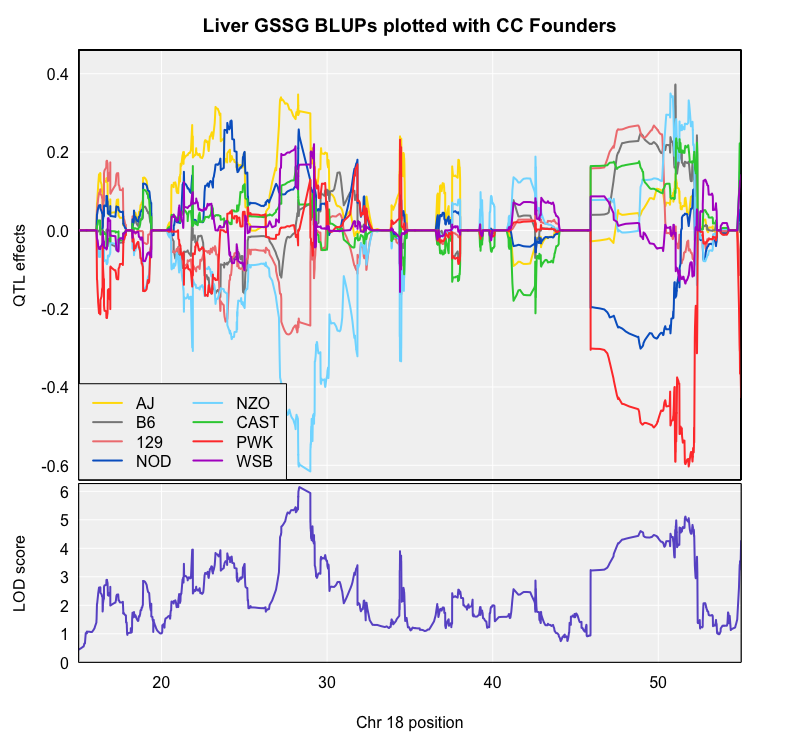 Liver GSSG BLUPs plotted with CC Founders
QTL effects
0.4
0.2
0.0
-0.2
-0.4
-0.6
AJ NZO
B6 CAST
129 PWK
NOD WSB
LOD score
6
5
4
3
2
1
0
20 30 40 50
Chr 18 position